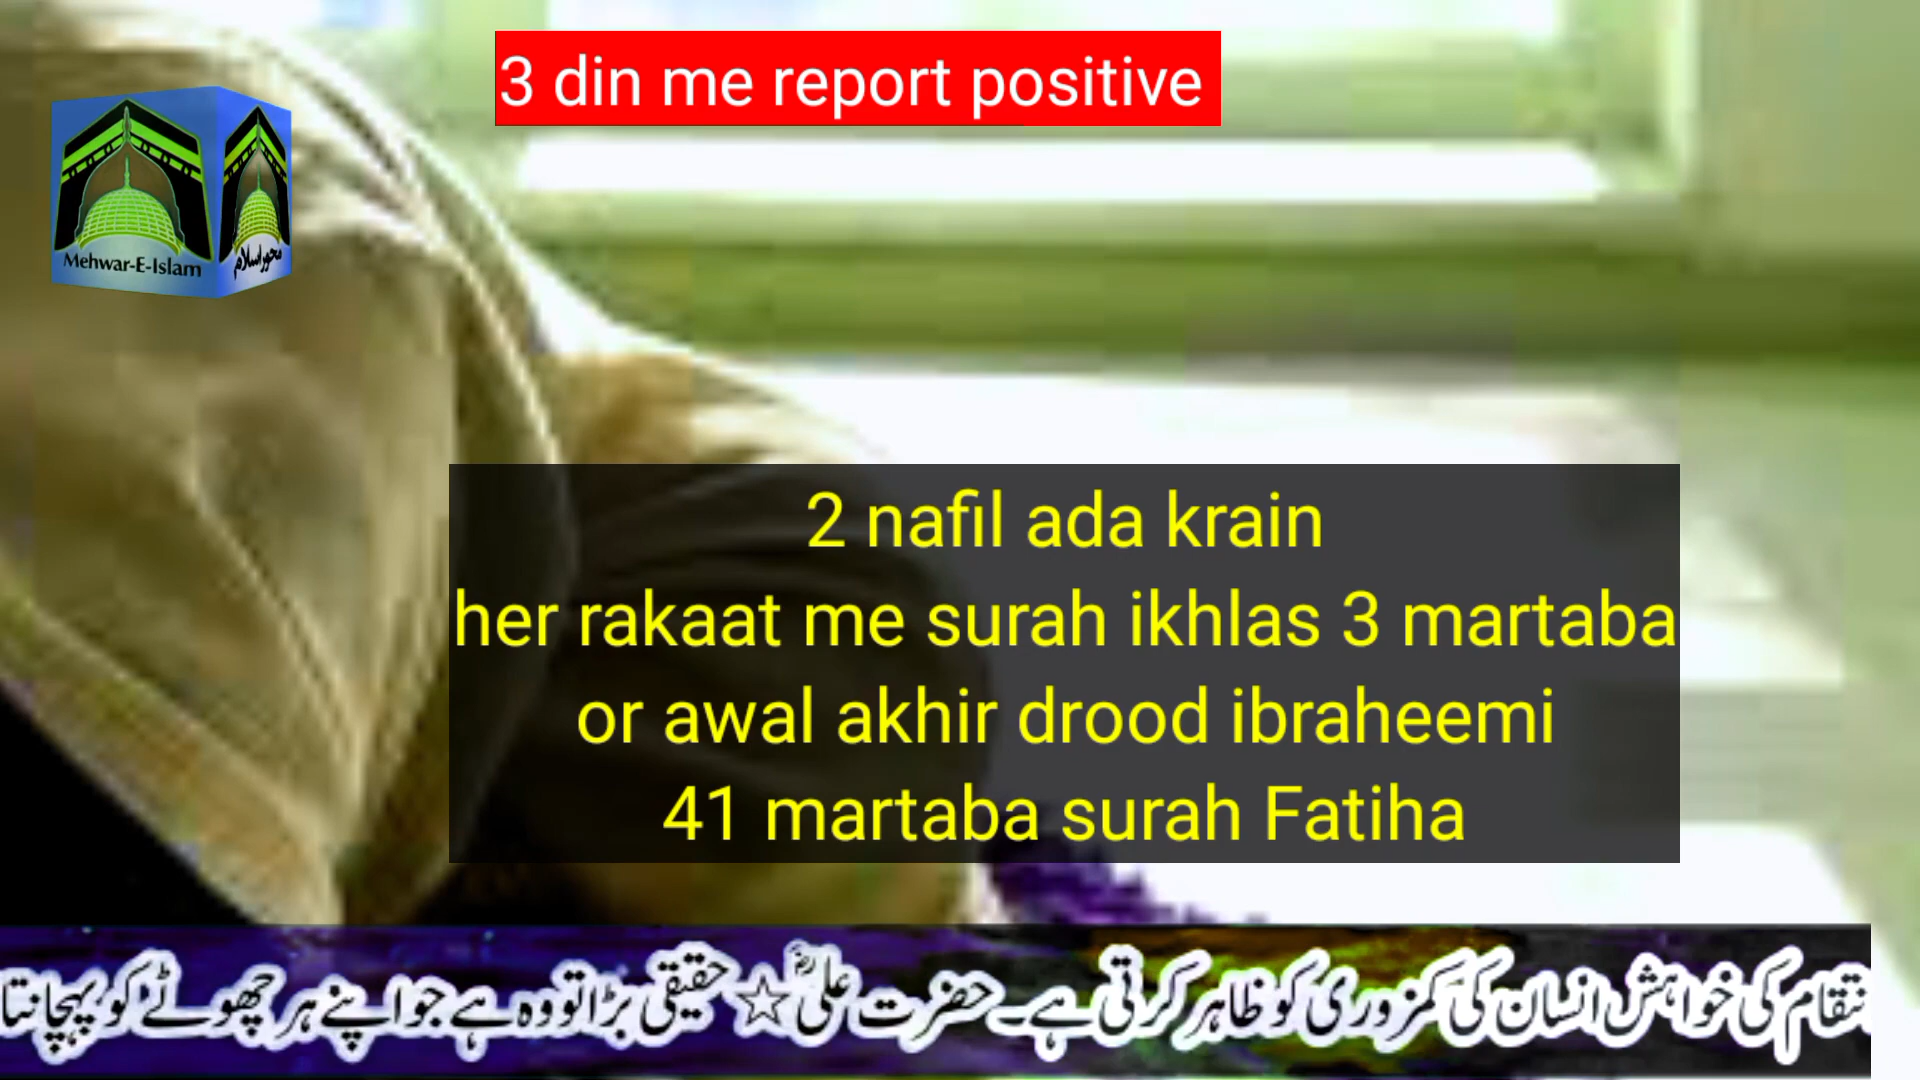 3 din me report positive
Mehwar-E-Islam
محور اسلام
2 nafil ada krain
her rakaat me surah ikhlas 3 martaba
or awal akhir drood ibraheemi
41 martaba surah Fatiha
نتقام کی خواہش انسان کی کمزوری کو ظاہر کرتی ہے۔ حضرت علیؓ ☆ حقیقی بڑا تو وہ ہے جو اپنے ہر چھوٹے کو پہچانتا